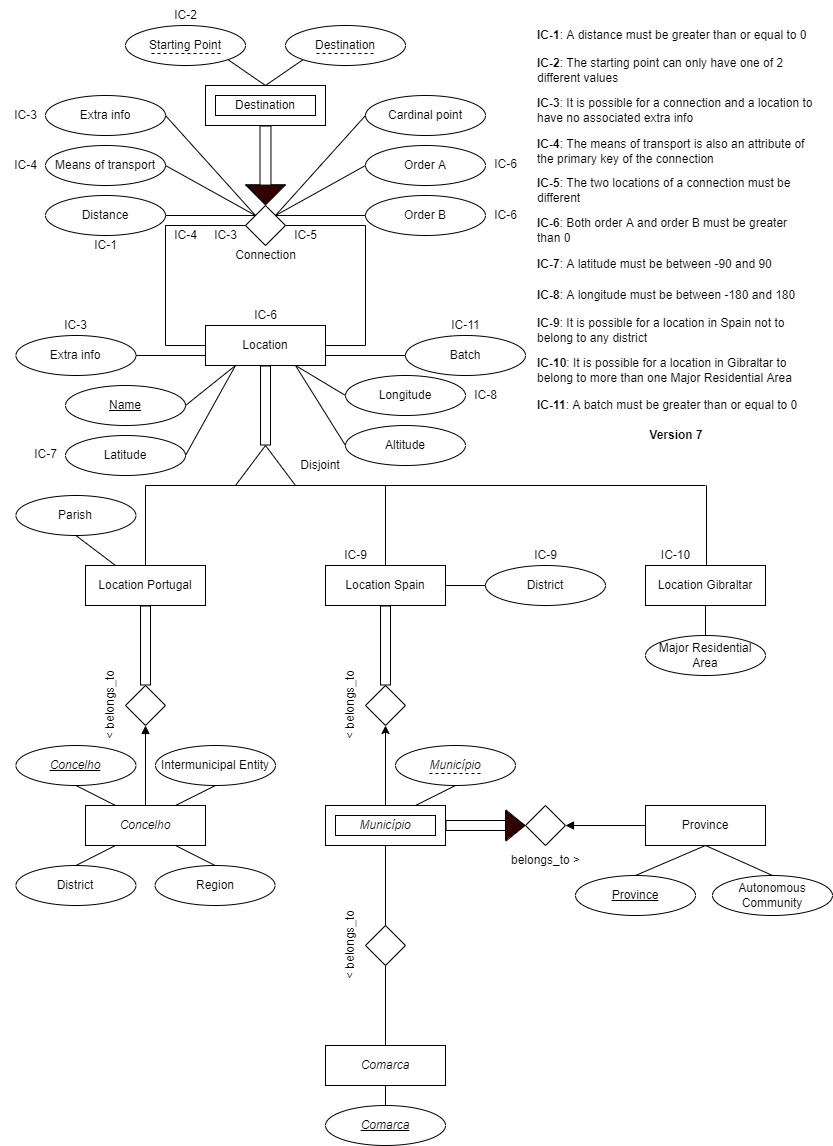 IC-2
Starting Point
Destination
Destination
IC-3
Extra info
Cardinal point
IC-4
Means of transport
Order A
IC-6
Distance
Order B
IC-6
IC-1
IC-4
IC-3
IC-5
Connection
IC-6
IC-3
Location
IC-11
Extra info
Batch
Name
Longitude
IC-8
IC-7
Latitude
Altitude
Disjoint
IC-1: A distance must be greater than or equal to 0
IC-2: The starting point can only have one of 2
different values
IC-3: It is possible for a connection and a location to
have no associated extra info
IC-4: The means of transport is also an attribute of
the primary key of the connection
IC-5: The two locations of a connection must be
different
IC-6: Both order A and order B must be greater
than 0
IC-7: A latitude must be between -90 and 90
IC-8: A longitude must be between -180 and 180
IC-9: It is possible for a location in Spain not to
belong to any district
IC-10: It is possible for a location in Gibraltar to
belong to more than one Major Residential Area
IC-11: A batch must be greater than or equal to 0
Version 7
Parish
IC-9
IC-9
IC-10
Location Portugal
Location Spain
District
Location Gibraltar
Major Residential
Area
< belongs_to
< belongs_to
Concelho
Intermunicipal Entity
Município
Concelho
Município
Province
belongs_to >
District
Region
Province
Autonomous
Community
< belongs_to
Comarca
Comarca